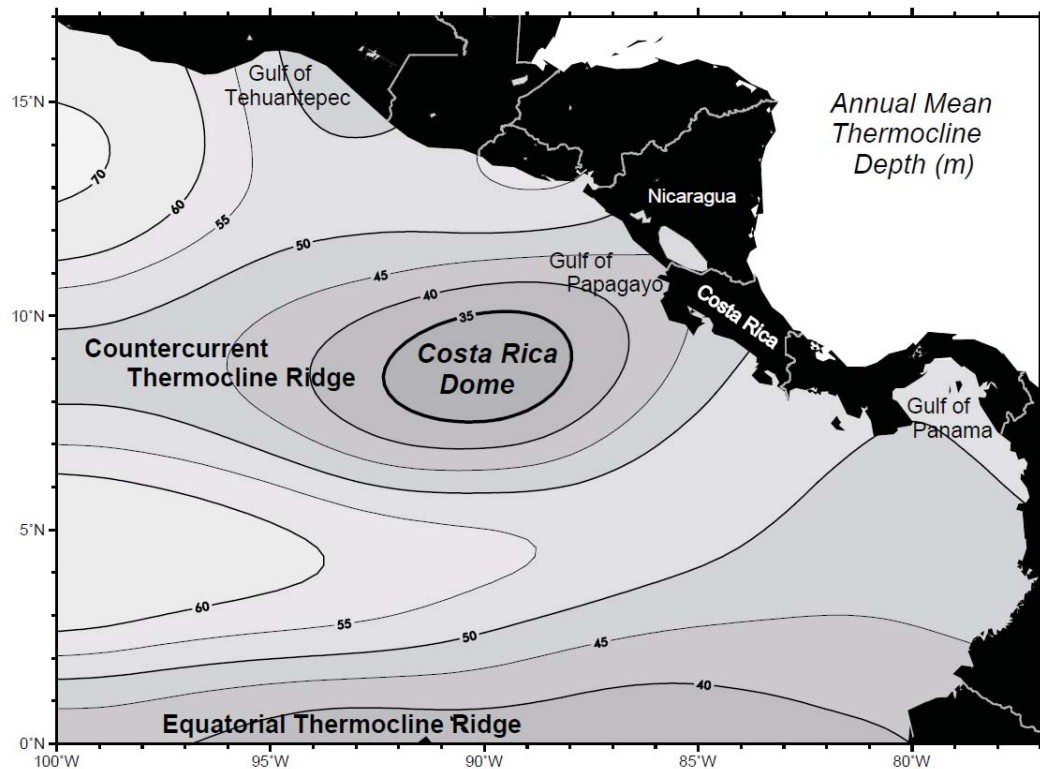 Gulf of
Tehuantepec
15°N
Annual Mean
Thermocline
Depth (m)
70
60
55
Nicaragua
50
45
Gulf of
Papagayo
40
Costa Rica
35
10°N
Countercurrent
Thermocline Ridge
Costa Rica
Dome
Gulf of
Panama
5°N
60
55
50
45
40
Equatorial Thermocline Ridge
0°N
100°W
95°W
90°W
85°W
80°W